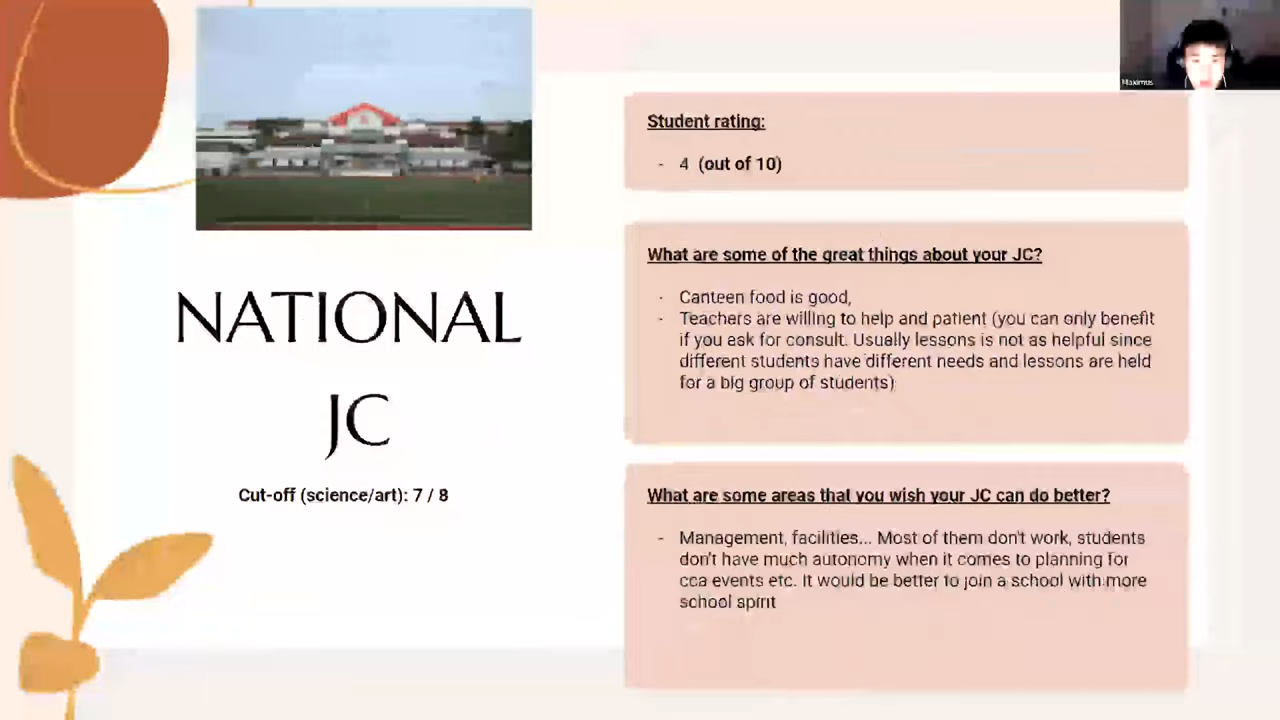 Maximus
NATIONAL
JC
Cut-off (science/art): 7 / 8
Student rating:
- 4 (out of 10)
What are some of the great things about your JC?
- Canteen food is good,
- Teachers are willing to help and patient (you can only benefit
if you ask for consult. Usually lessons is not as helpful since
different students have different needs and lessons are held
for a big group of students)
What are some areas that you wish your JC can do better?
- Management, facilities... Most of them don't work, students
don't have much autonomy when it comes to planning for
cca events etc. It would be better to join a school with more
school spirit